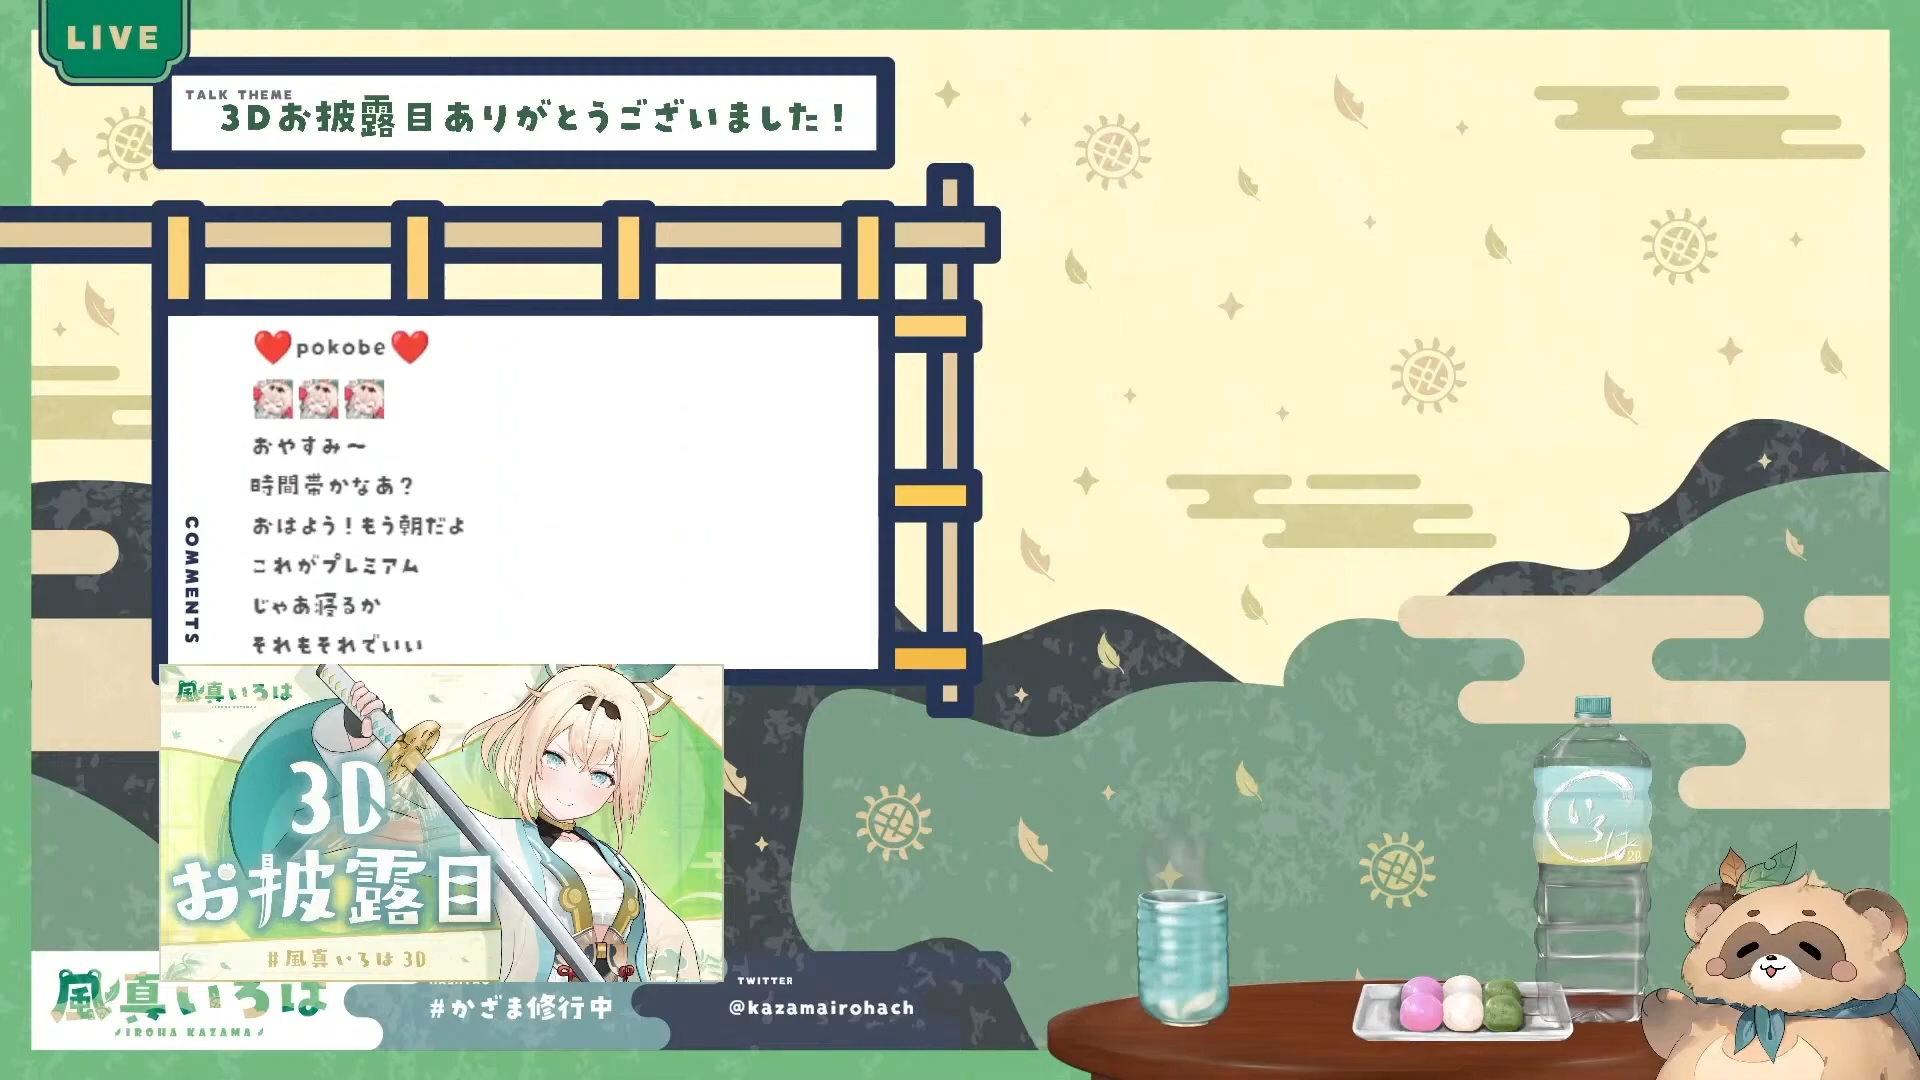 LIVE
TALK THEME
3Dお披露目ありがとうございました！
❤️pokobe❤️
おやすみ～
時間帯かなあ？
おはよう！もう朝だよ
これがプレミアム
じゃあ寝るか
それもそれでいい
COMMENTS
風真いろは
IROHA KAZAMA
3D
お披露目
#風真いろは3D
いろは
風真いろは
IROHA KAZAMA
#かざま修行中
TWITTER
@kazamairohach